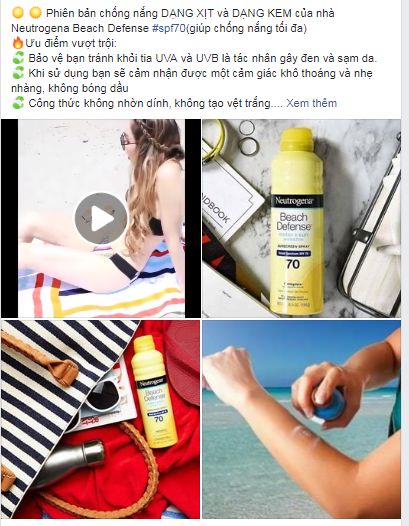 Phiên bản chống nắng DẠNG XỊT và DẠNG KEM của nhà
Neutrogena Beach Defense #spf70(giúp chống nắng tối đa)
Ưu điểm vượt trội:
Bảo vệ bạn tránh khỏi tia UVA và UVB là tác nhân gây đen và sạm da.
Khi sử dụng bạn sẽ cảm nhận được một cảm giác khô thoáng và nhẹ
nhàng, không bóng dầu
Công thức không nhờn dính, không tạo vệt trắng.... Xem thêm
NDBOOK
Neutrogena
Beach
Defense
SUNSCREEN SPRAY
70
Neutrogena
Beach
Defense
70